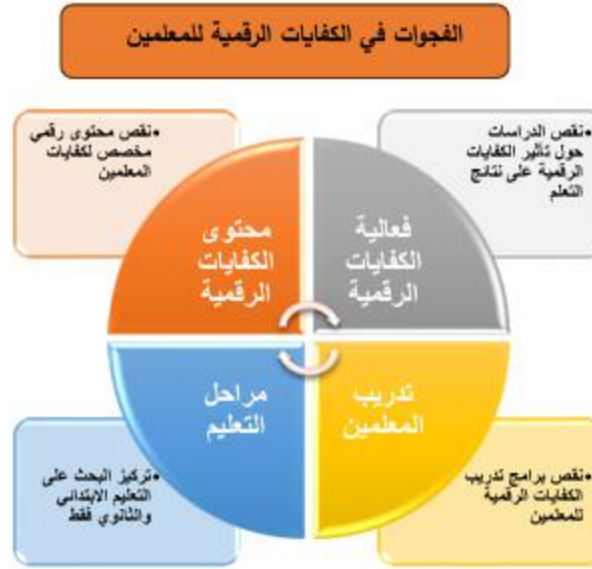 الفجوات في الكفايات الرقمية للمعلمين
•نقص الدراسات
حول تأثير الكفايات
الرقمية على نتائج
التعلم
•نقص محتوى رقمي
مخصص لكفايات
المعلمين
فعالية
الكفايات
الرقمية
محتوى
الكفايات
الرقمية
تدريب
المعلمين
مراحل
التعليم
•نقص برامج تدريب
الكفايات الرقمية
للمعلمين
•تركيز البحث على
التعليم الابتدائي
والثانوي فقط